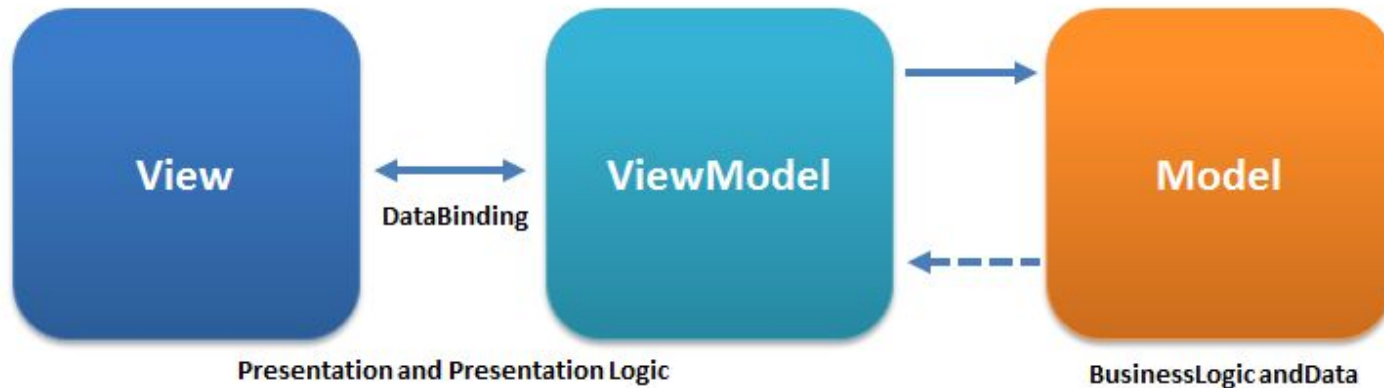 View
ViewModel
Model
DataBinding
Presentation and Presentation Logic
BusinessLogic andData